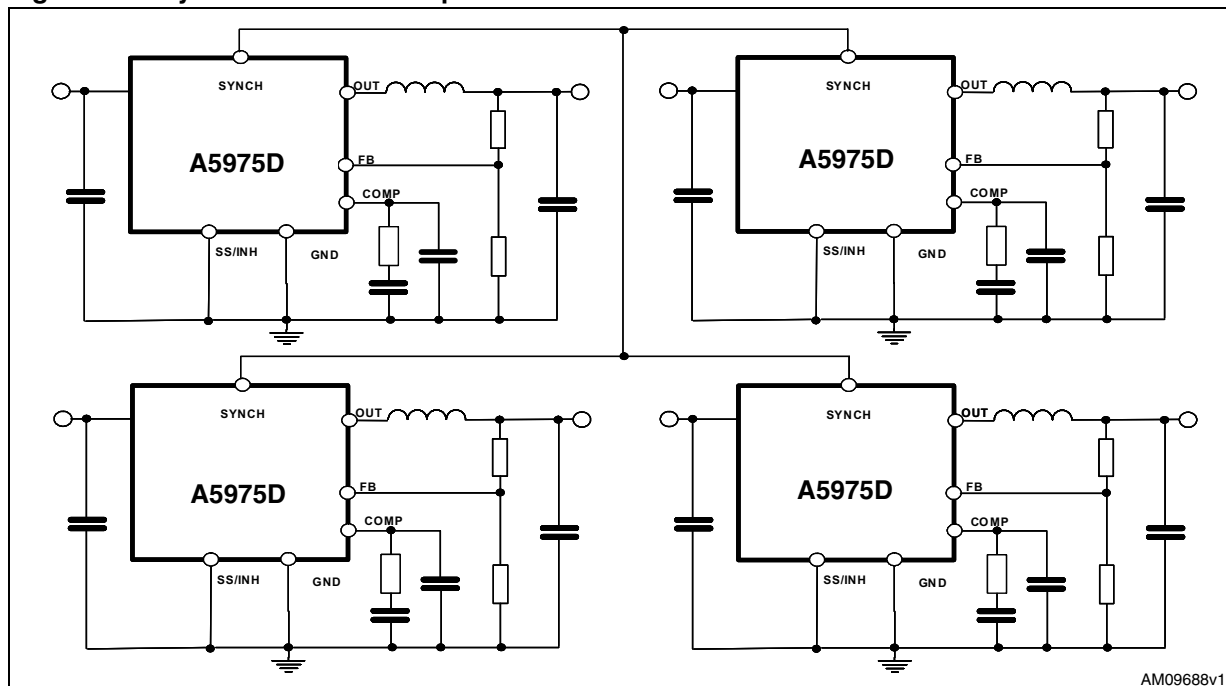 SYNCH
OUT
A5975D
FB
COMP
SS/INH
GND
SYNCH
OUT
A5975D
FB
COMP
SS/INH
GND
SYNCH
OUT
A5975D
FB
COMP
SS/INH
GND
SYNCH
OUT
A5975D
FB
COMP
SS/INH
GND
AM09688v1